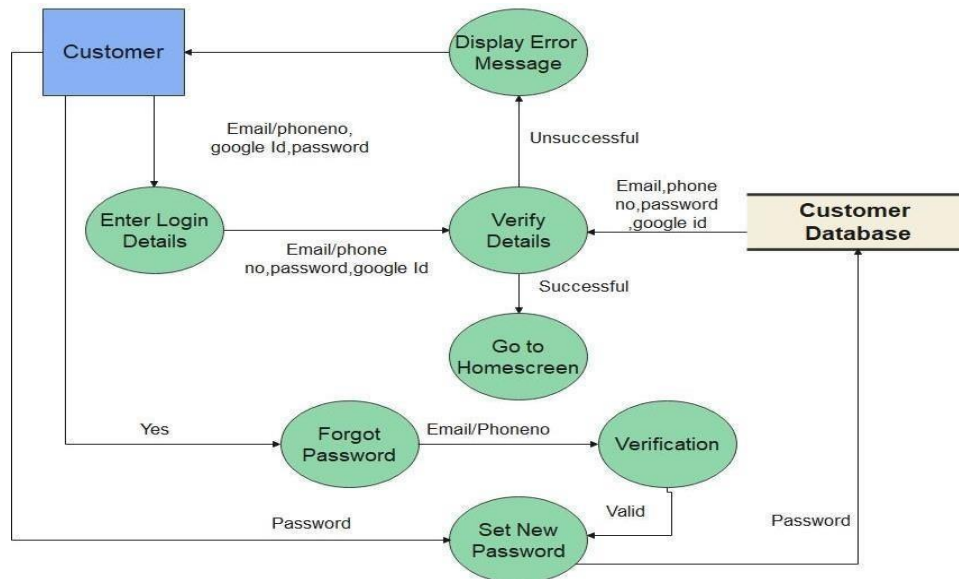 Customer
Display Error
Message
Email/phoneno,
google Id,password
Unsuccessful
Enter Login
Details
Email/phone
no,password,google Id
Verify
Details
Email,phone
no,password
,google id
Customer
Database
Successful
Go to
Homescreen
Yes
Forgot
Password
Email/Phoneno
Verification
Valid
Password
Set New
Password
Password